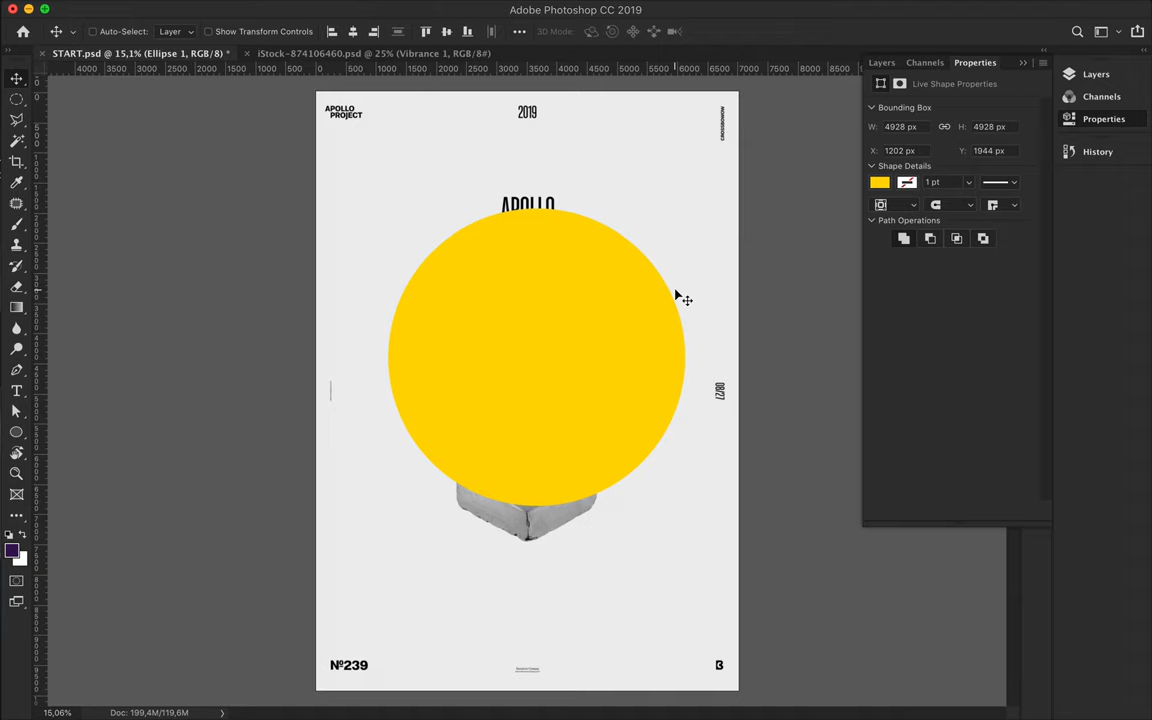 Adobe Photoshop CC 2019
Auto-Select: Layer Show Transform Controls ••• 3D Mode:
START.psd @ 15,1% (Ellipse 1, RGB/8) * iStock-874106460.psd @ 25% (Vibrance 1, RGB/8#)
4000 3500 3000 2500 2000 1500 1000 500 0 500 1000 1500 2000 2500 3000 3500 4000 4500 5000 5500 6000 6500 7000 7500 8000 8500
Layers Channels Properties
Live Shape Properties
Bounding Box
W: 4928 px H: 4928 px
X: 1202 px Y: 1944 px
Shape Details
1 pt
Path Operations
Layers
Channels
Properties
History
APOLLO
PROJECT
2019
CROSSBOWOW
APOLLO
08/27
Nº239
15,06% Doc: 199,4M/119,6M